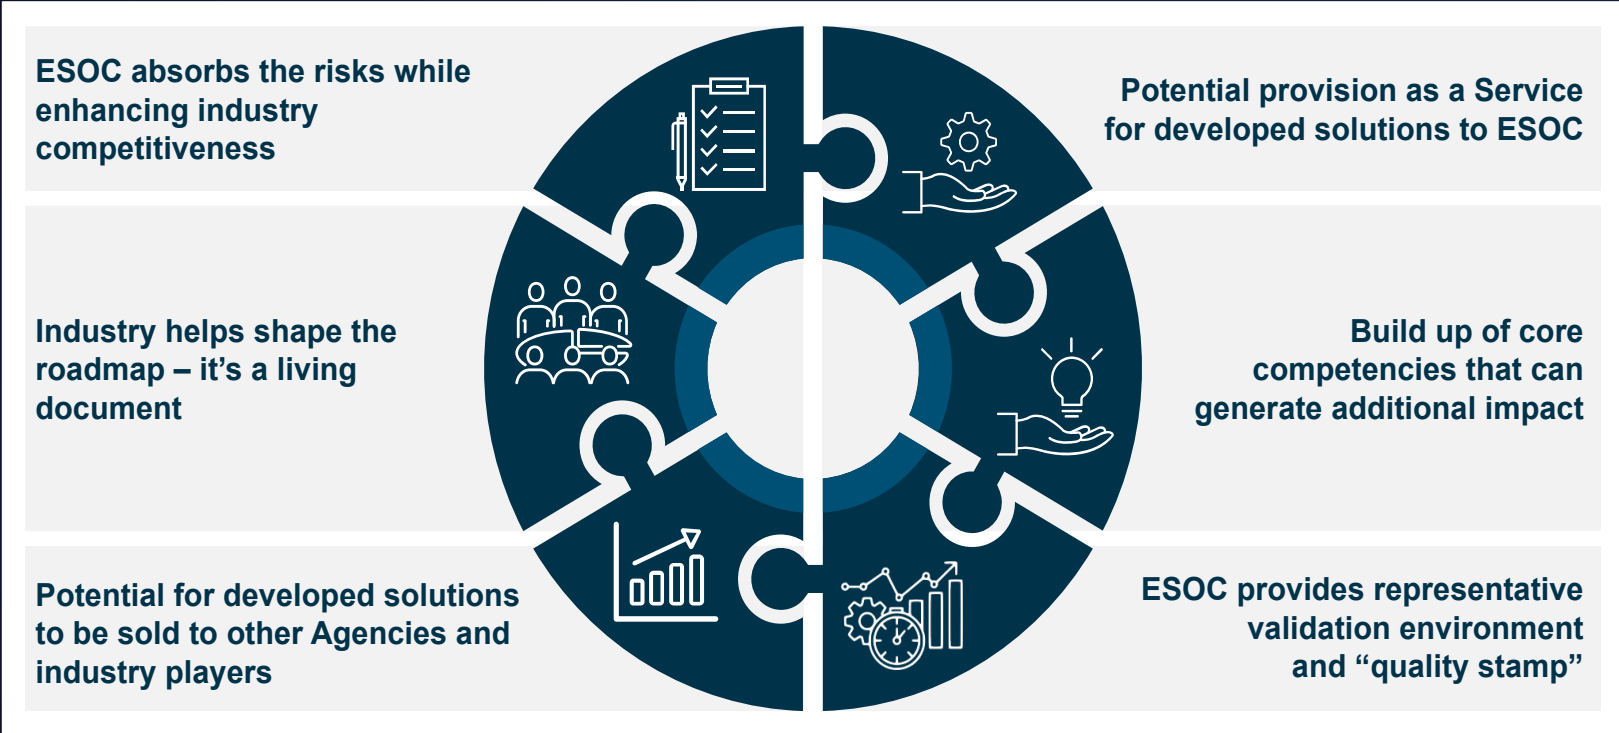 ESOC absorbs the risks while
enhancing industry
competitiveness
Industry helps shape the
roadmap – it’s a living
document
Potential for developed solutions
to be sold to other Agencies and
industry players
Potential provision as a Service
for developed solutions to ESOC
Build up of core
competencies that can
generate additional impact
ESOC provides representative
validation environment
and “quality stamp”